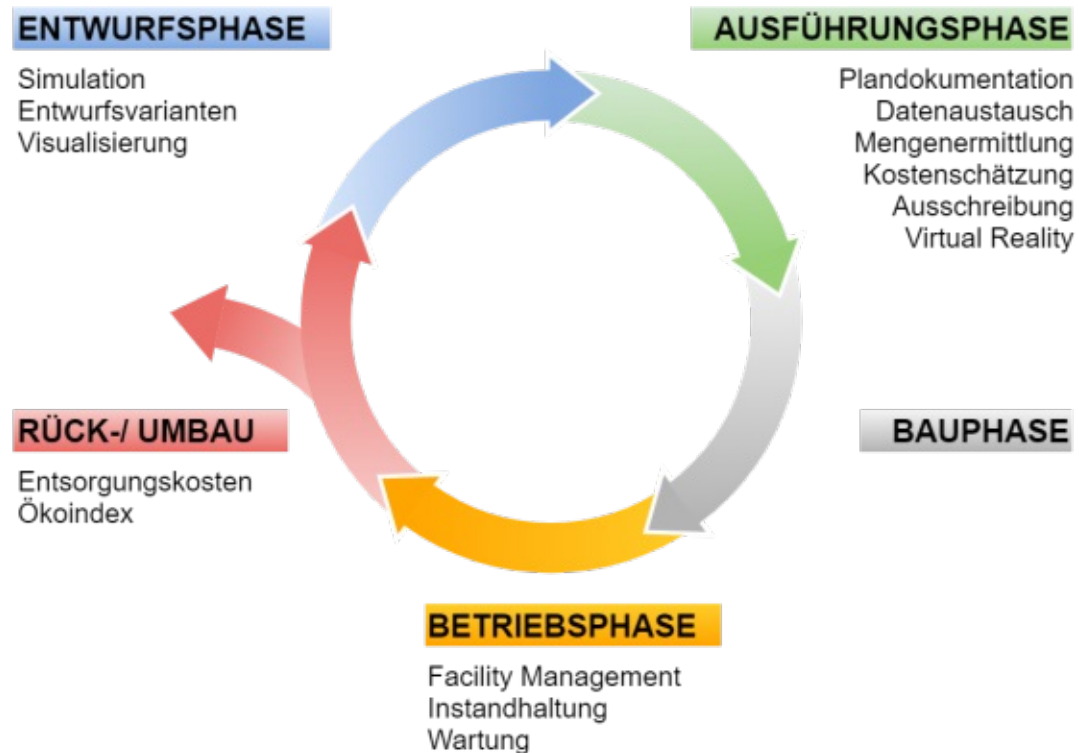 ENTWURFSPHASE
Simulation
Entwurfsvarianten
Visualisierung
AUSFÜHRUNGSPHASE
Plandokumentation
Datenaustausch
Mengenermittlung
Kostenschätzung
Ausschreibung
Virtual Reality
RÜCK-/ UMBAU
Entsorgungskosten
Ökoindex
BAUPHASE
BETRIEBSPHASE
Facility Management
Instandhaltung
Wartung